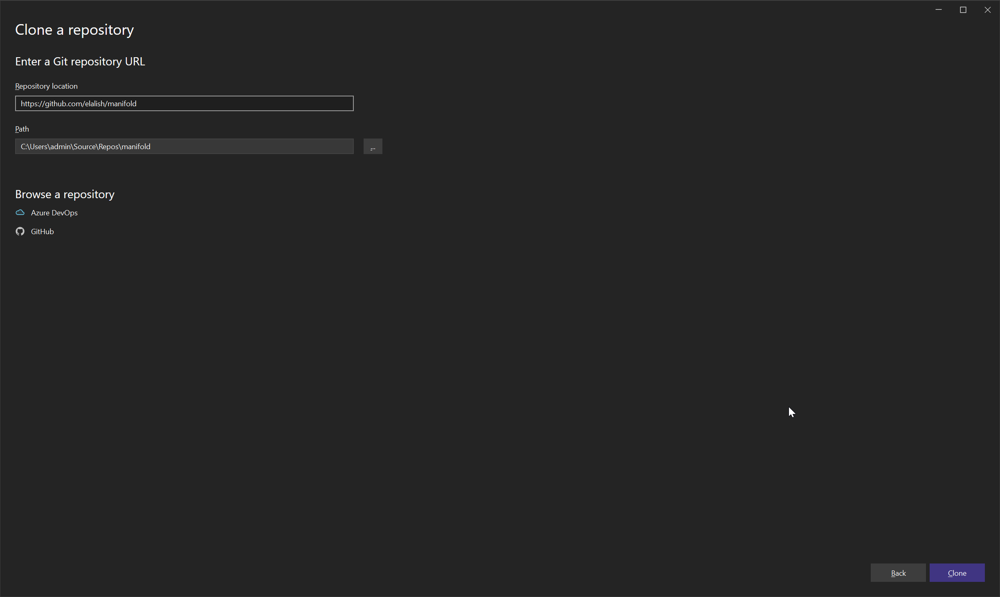 Clone a repository
Enter a Git repository URL
Repository location
https://github.com/elalish/manifold
Path
C:\Users\admin\Source\Repos\manifold
...
Browse a repository
Azure DevOps
GitHub
Back
Clone